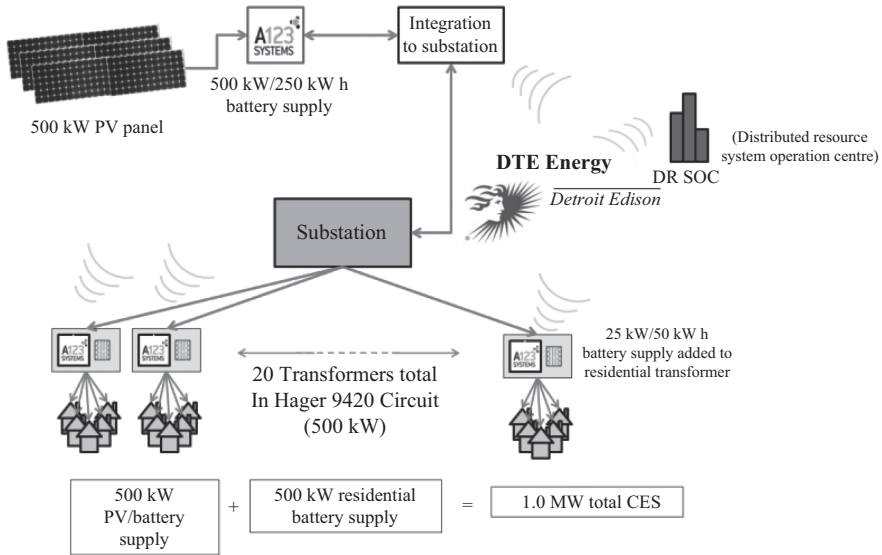 A123
SYSTEMS
Integration
to substation
500 kW/250 kW h
battery supply
500 kW PV panel
(Distributed resource
system operation centre)
DR SOC
DTE Energy
Detroit Edison
Substation
A123
SYSTEMS
A123
SYSTEMS
A123
SYSTEMS
25 kW/50 kW h
battery supply added to
residential transformer
20 Transformers total
In Hager 9420 Circuit
(500 kW)
500 kW
PV/battery
supply
+
500 kW residential
battery supply
=
1.0 MW total CES